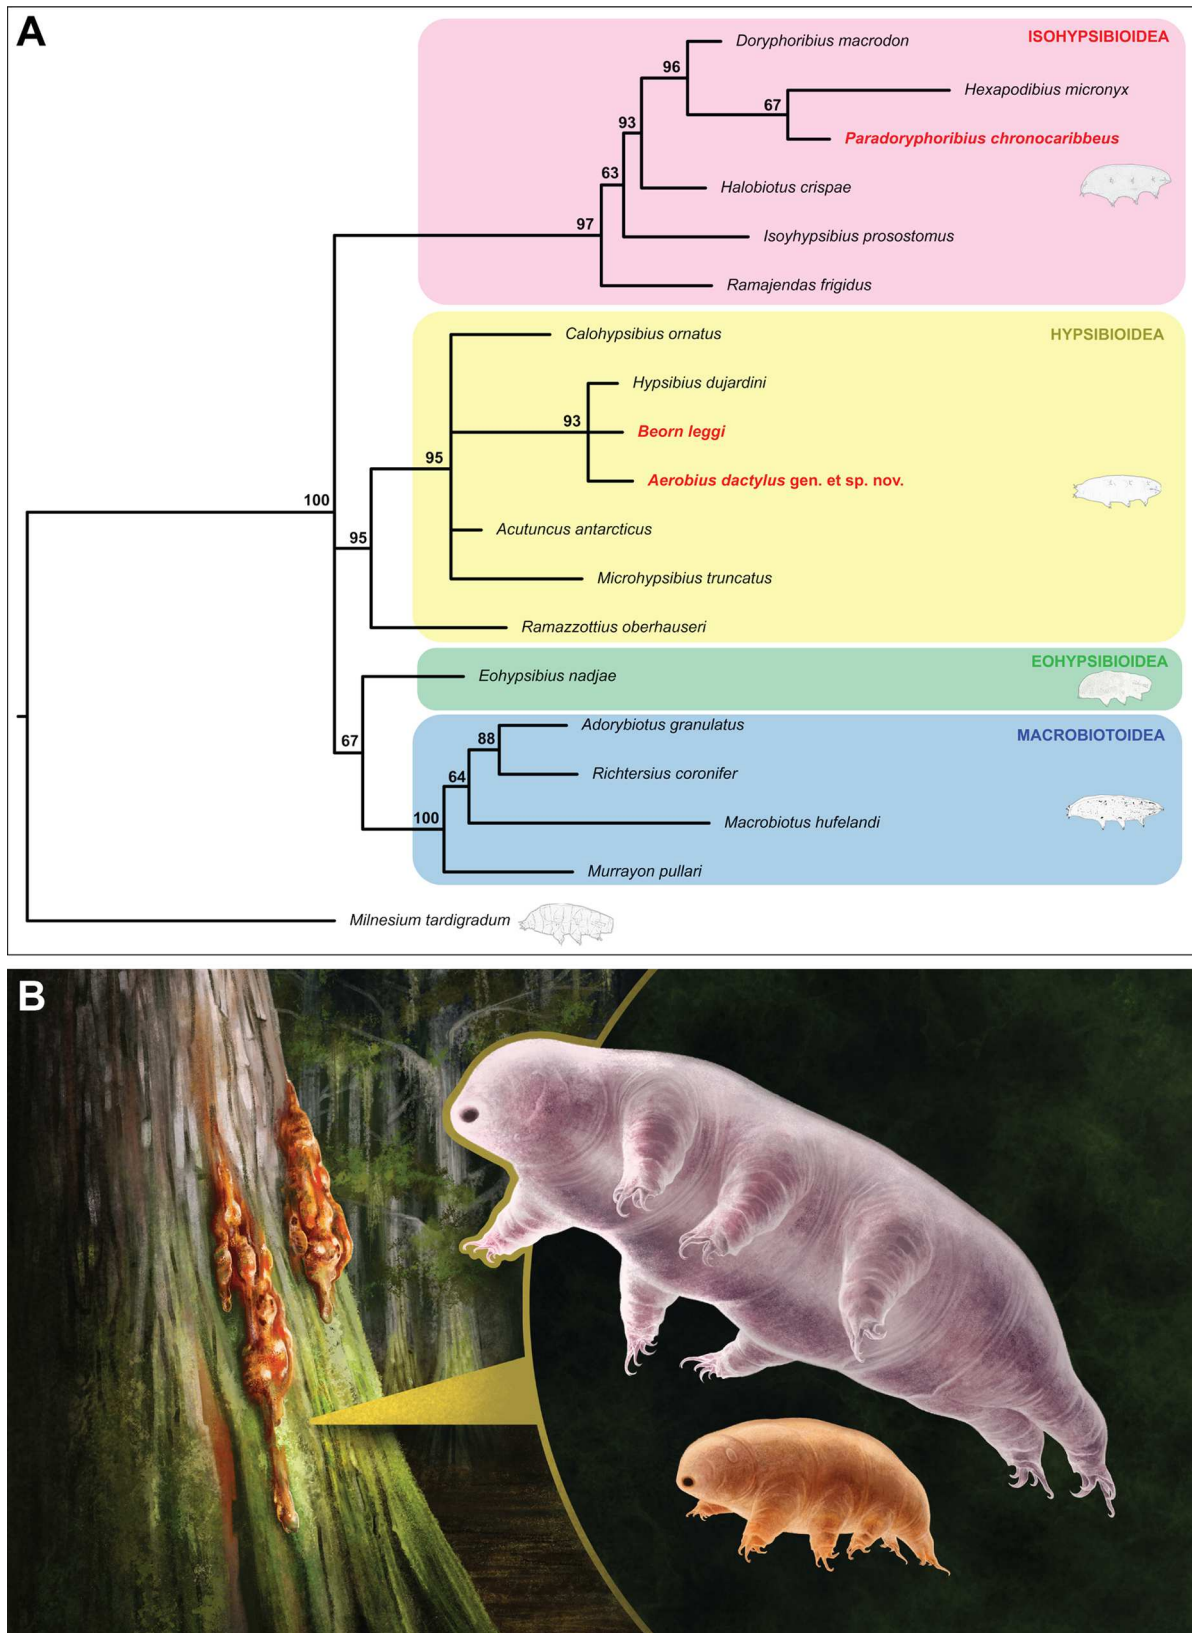 A
Doryphoribius macrodon
ISOHYPSIBIOIDEA
96
Hexapodibius micronyx
67
93
Paradoryphoribius chronocaribbeus
63
Halobiotus crispae
97
Isoyhypsibius prosostomus
Ramajendas frigidus
Calohypsibius ornatus
HYPSIBIOIDEA
Hypsibius dujardini
93
Beorn leggi
95
Aerobius dactylus gen. et sp. nov.
100
Acutuncus antarcticus
95
Microhypsibius truncatus
Ramazzottius oberhauseri
EOHYPSIBIOIDEA
Eohypsibius nadjae
Adorybiotus granulatus
MACROBIOTOIDEA
88
67
Richtersius coronifer
64
Macrobiotus hufelandi
100
Murrayon pullari
Milnesium tardigradum
B